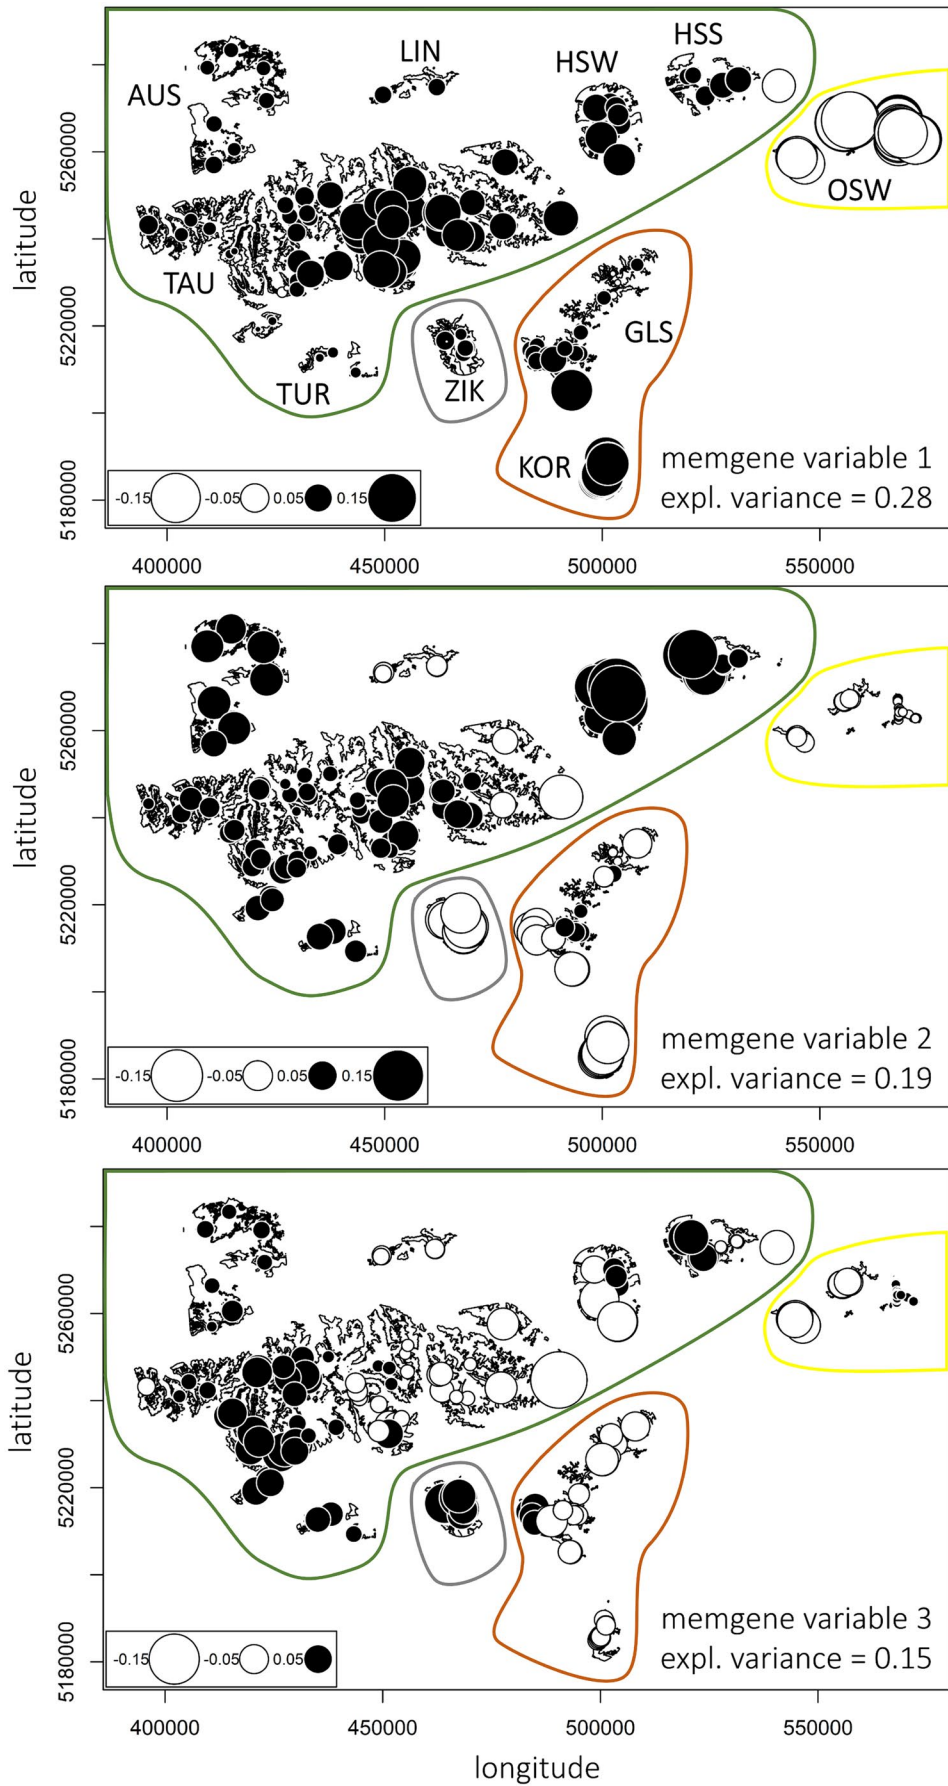 AUS
LIN
HSW
HSS
OSW
TAU
TUR
ZIK
GLS
KOR
latitude
5260000
5220000
5180000
-0.15 -0.05 0.05 0.15
memgene variable 1
expl. variance = 0.28
400000 450000 500000 550000
latitude
5260000
5220000
5180000
-0.15 -0.05 0.05 0.15
memgene variable 2
expl. variance = 0.19
400000 450000 500000 550000
latitude
5260000
5220000
5180000
-0.15 -0.05 0.05
memgene variable 3
expl. variance = 0.15
400000 450000 500000 550000
longitude